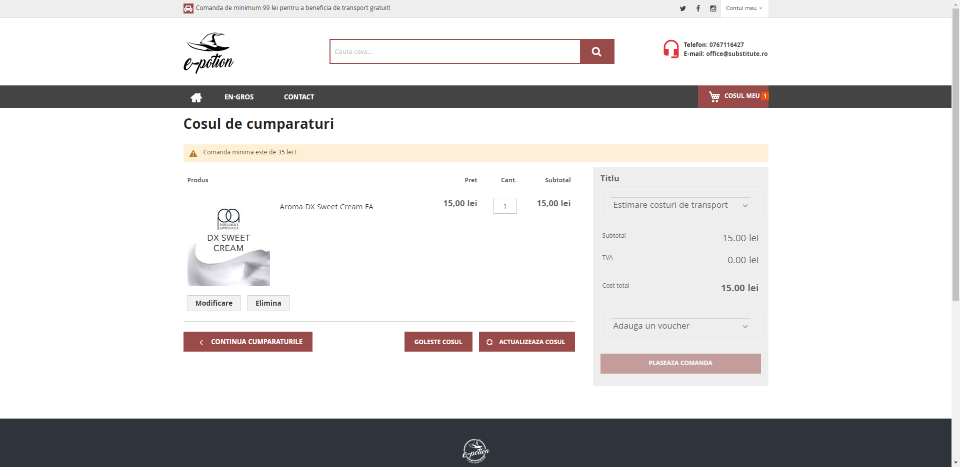 Comanda de minimum 99 lei pentru a beneficia de transport gratuit!
Contul meu
e-potion
Cauta ceva...
Telefon: 0767116427
E-mail: office@substitute.ro
EN-GROS
CONTACT
COSUL MEU 1
Cosul de cumparaturi
Comanda minima este de 35 lei !
Produs
Pret
Cant.
Subtotal
DX SWEET
CREAM
Aroma DX Sweet Cream FA
15,00 lei
1
15,00 lei
Modificare
Elimina
CONTINUA CUMPARATURILE
GOLESTE COSUL
ACTUALIZEAZA COSUL
Titlu
Estimare costuri de transport
Subtotal 15.00 lei
TVA 0.00 lei
Cost total 15.00 lei
Adauga un voucher
PLASEAZA COMANDA
e-potion